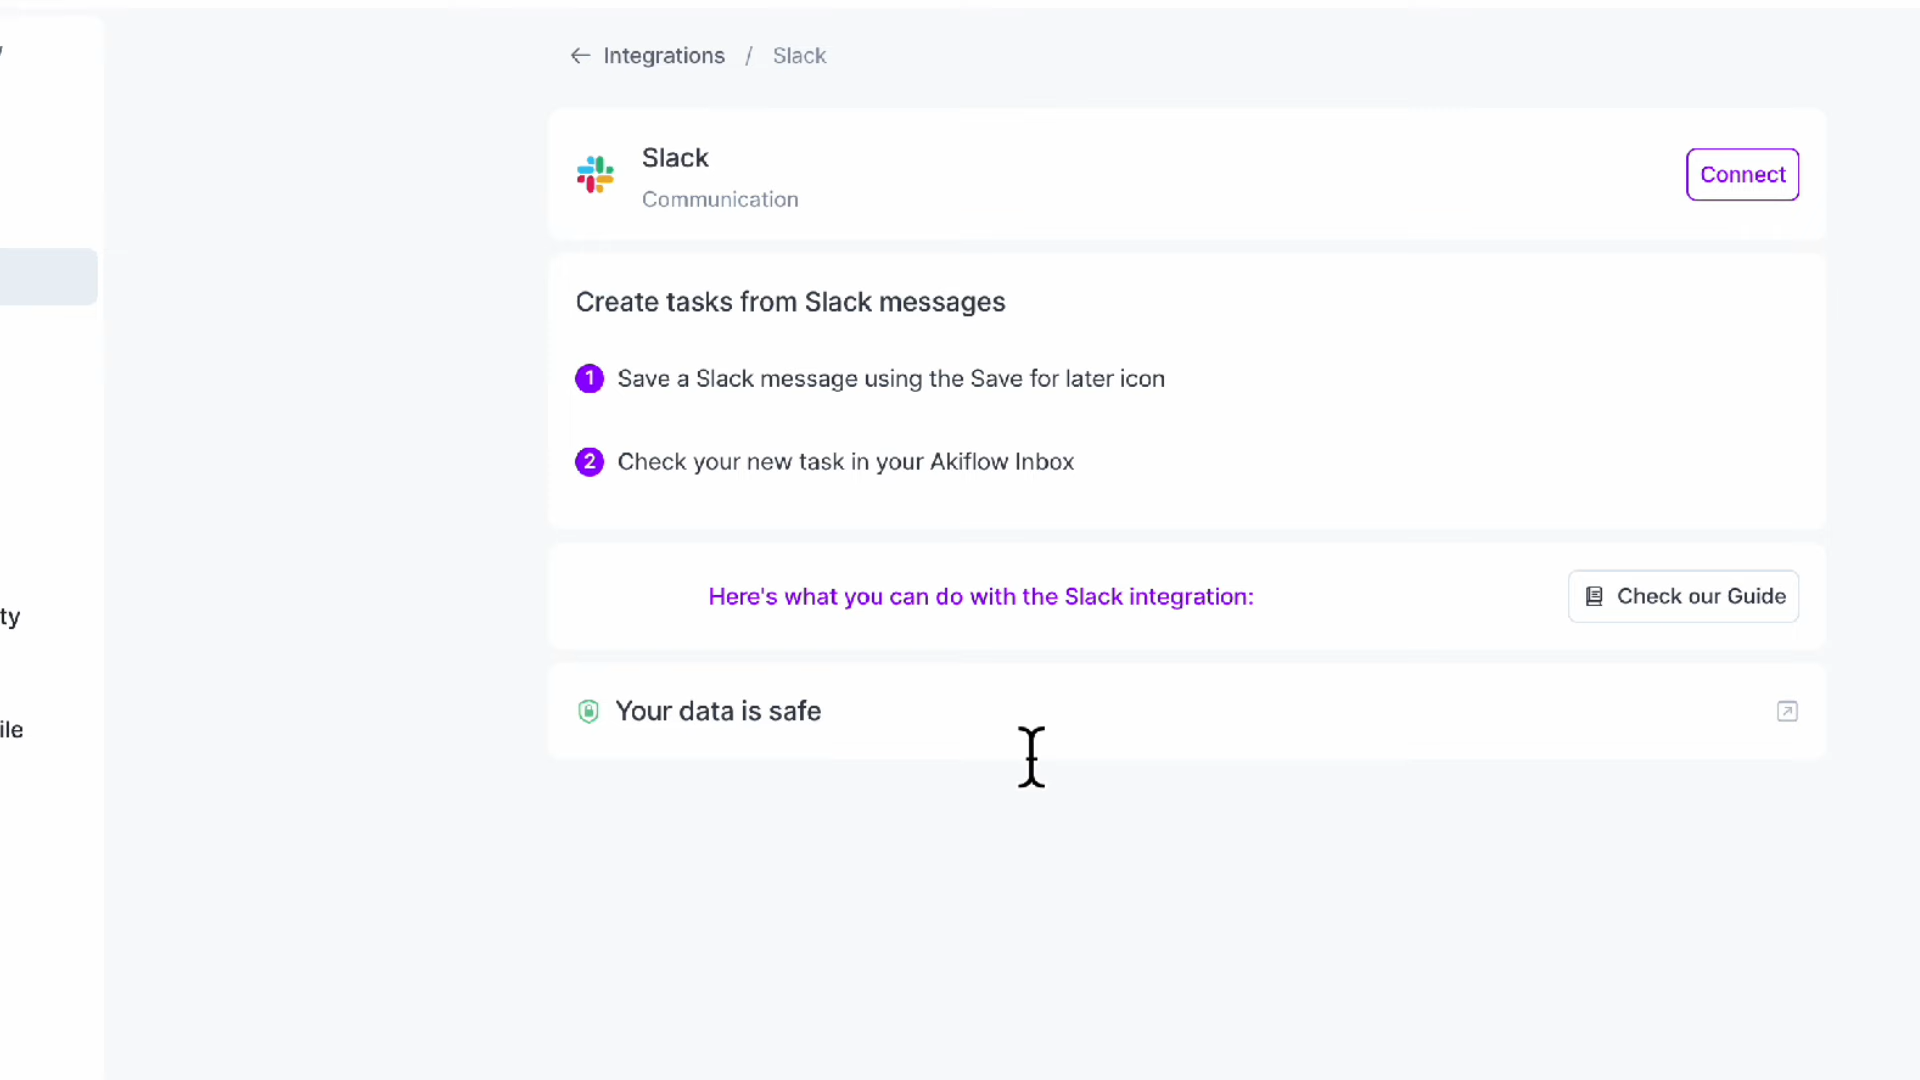 Integrations / Slack
Slack
Communication
Connect
Create tasks from Slack messages
1 Save a Slack message using the Save for later icon
2 Check your new task in your Akiflow Inbox
Here's what you can do with the Slack integration:
Check our Guide
ty
Your data is safe
ile